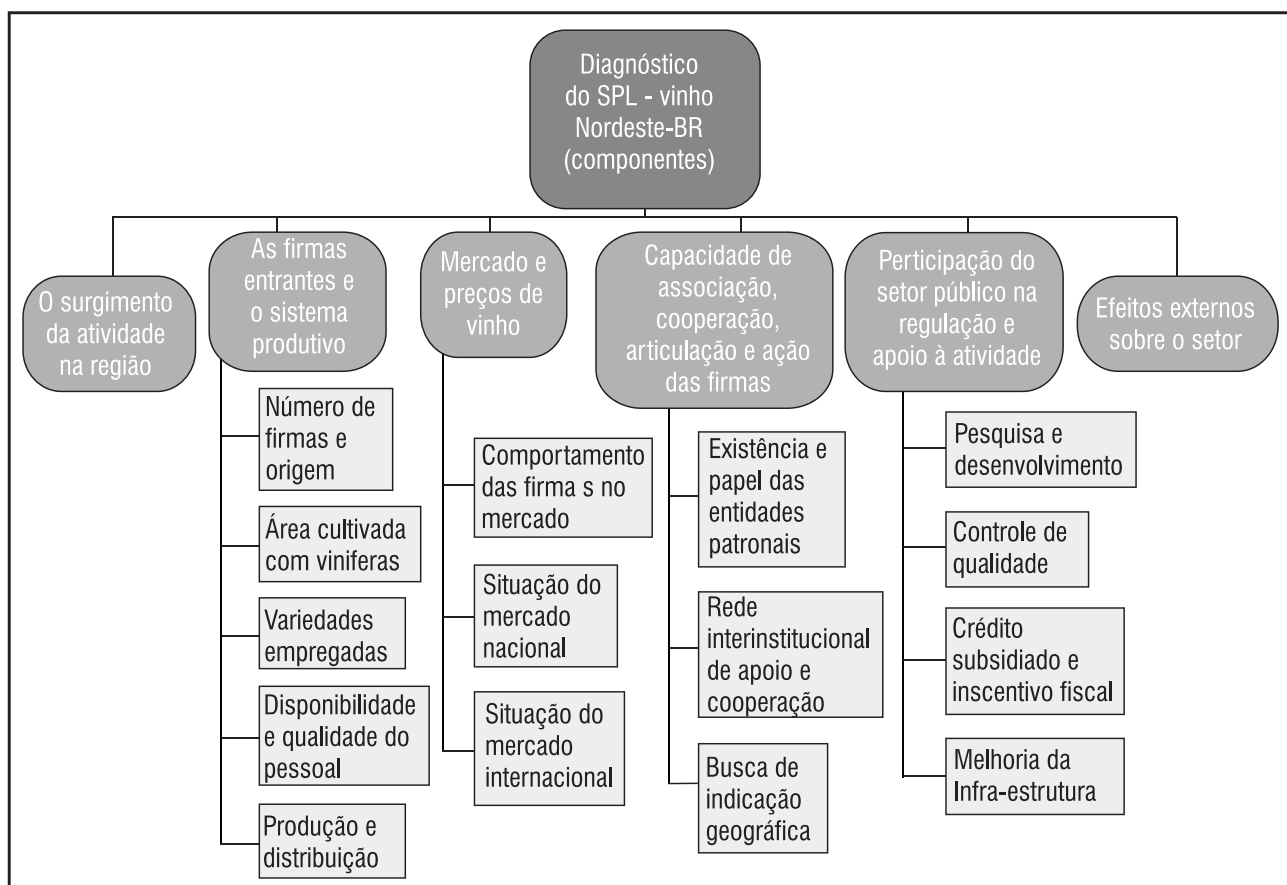 Diagnóstico
do SPL - vinho
Nordeste-BR
(componentes)
O surgimento
da atividade
na região
As firmas
entrantes e
o sistema
produtivo
Número de
firmas e
origem
Área cultivada
com viniferas
Variedades
empregadas
Disponibilidade
e qualidade do
pessoal
Produção e
distribuição
Mercado e
preços de
vinho
Comportamento
das firma s no
mercado
Situação do
mercado
nacional
Situação do
mercado
internacional
Capacidade de
associação,
cooperação,
articulação e ação
das firmas
Existência e
papel das
entidades
patronais
Rede
interinstitucional
de apoio e
cooperação
Busca de
indicação
geográfica
Perticipação do
setor público na
regulação e
apoio à atividade
Pesquisa e
desenvolvimento
Controle de
qualidade
Crédito
subsidiado e
inscentivo fiscal
Melhoria da
Infra-estrutura
Efeitos externos
sobre o setor